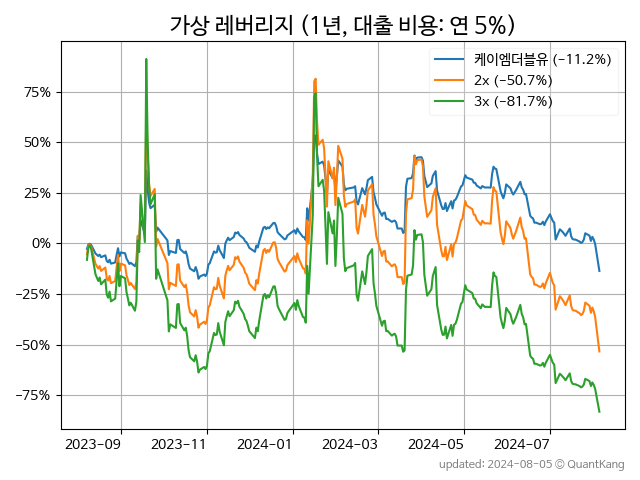 가상 레버리지 (1년, 대출 비용: 연 5%)
케이엠더블유 (−11.2%)
2x (−50.7%)
3x (−81.7%)
75%
50%
25%
0%
−25%
−50%
−75%
2023-09 2023-11 2024-01 2024-03 2024-05 2024-07
updated: 2024-08-05 © QuantKang